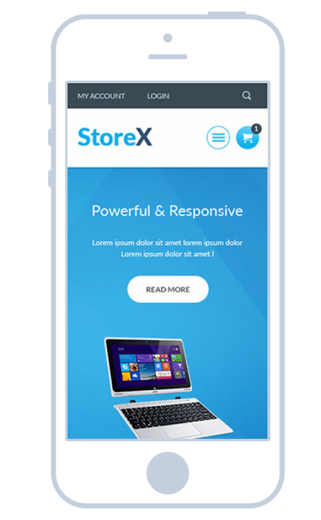 MY ACCOUNT LOGIN
StoreX
1
Powerful & Responsive
Lorem ipsum dolor sit amet lorem ipsum dolor
Lorem ipsum dolor sit amet l
READ MORE